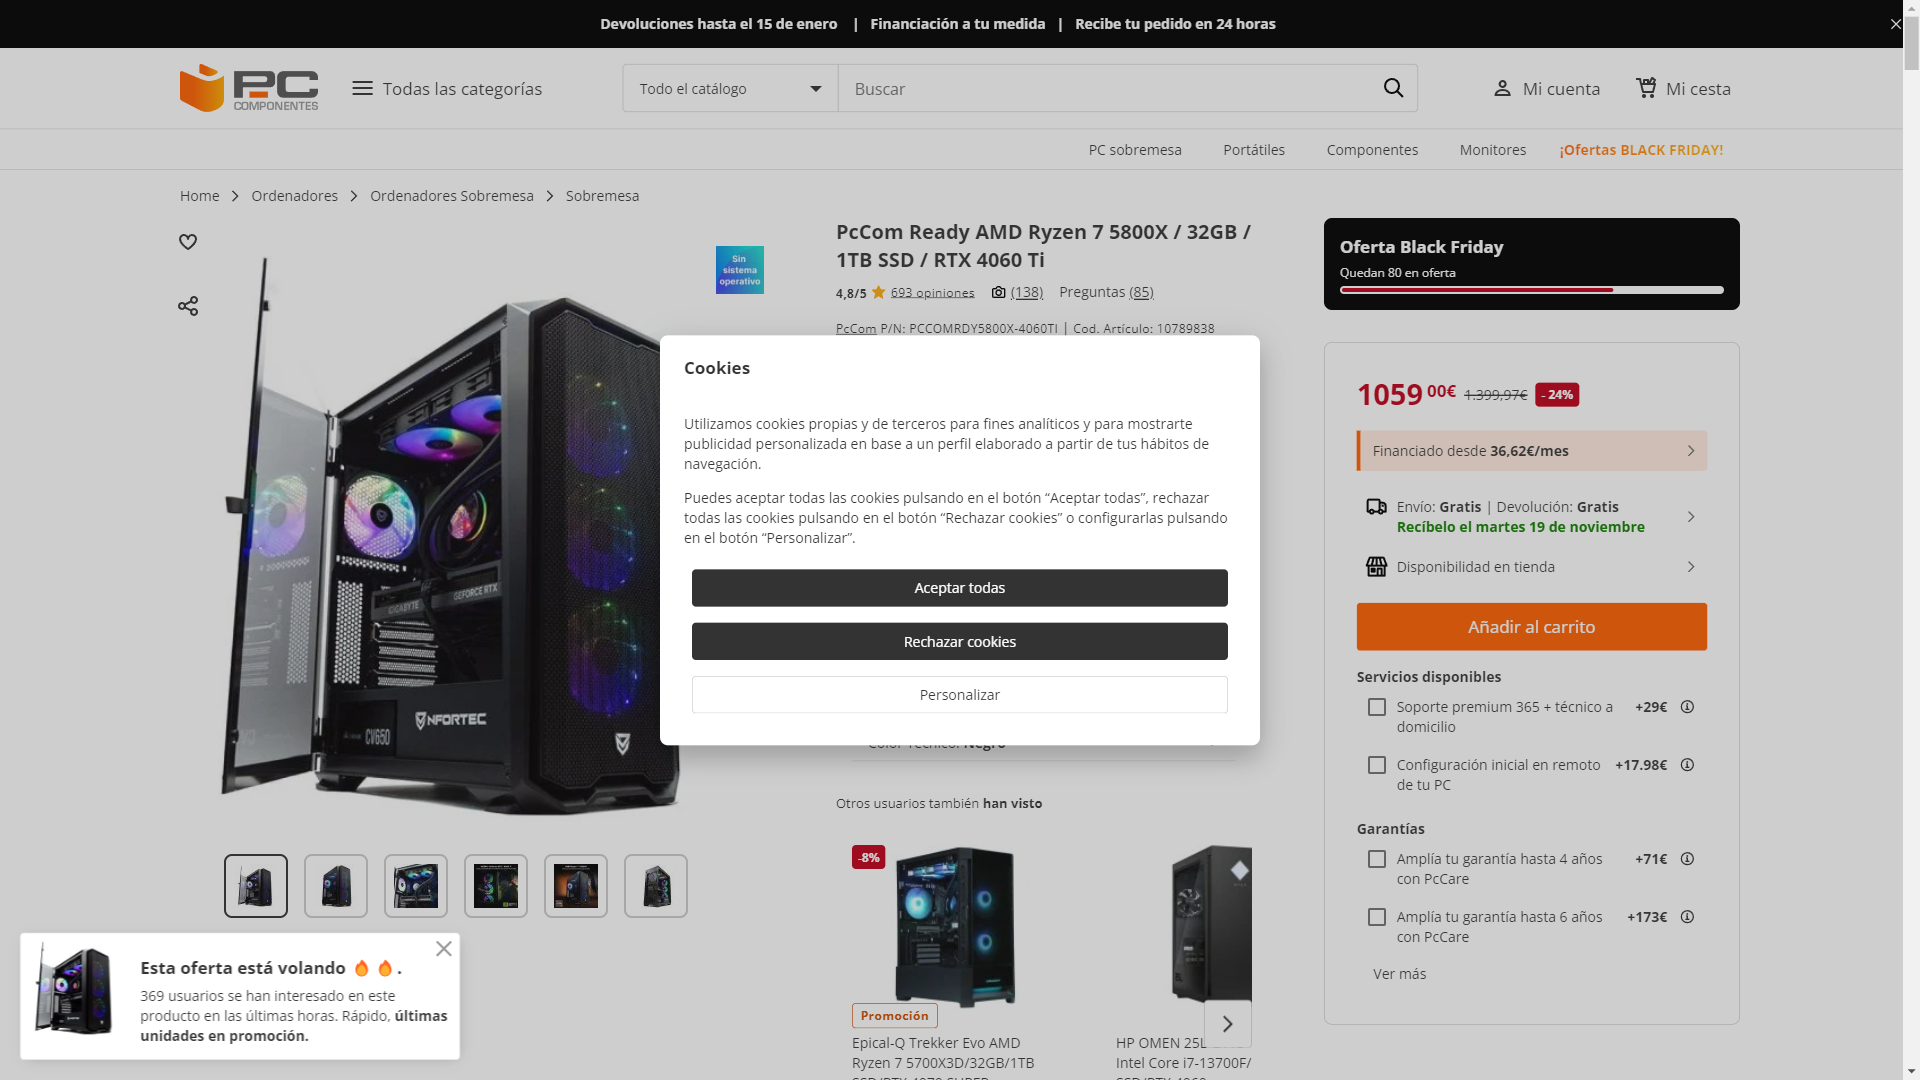 Devoluciones hasta el 15 de enero | Financiación a tu medida | Recibe tu pedido en 24 horas
PC COMPONENTES
Todas las categorías
Todo el catálogo
Buscar
Mi cuenta
Mi cesta
PC sobremesa
Portátiles
Componentes
Monitores
¡Ofertas BLACK FRIDAY!
Home > Ordenadores > Ordenadores Sobremesa > Sobremesa
Sin
sistema
operativo
GIGABYTE
GEFORCE RTX
NFORTEC
CV650
PcCom Ready AMD Ryzen 7 5800X / 32GB /
1TB SSD / RTX 4060 Ti
4,8/5 693 opiniones (138) Preguntas (85)
PcCom P/N: PCCOMRDY5800X-4060TI | Cod. Artículo: 10789838
Cookies
Utilizamos cookies propias y de terceros para fines analíticos y para mostrarte
publicidad personalizada en base a un perfil elaborado a partir de tus hábitos de
navegación.
Puedes aceptar todas las cookies pulsando en el botón “Aceptar todas”, rechazar
todas las cookies pulsando en el botón “Rechazar cookies” o configurarlas pulsando
en el botón “Personalizar”.
Aceptar todas
Rechazar cookies
Personalizar
Color Técnico: Negro
Otros usuarios también han visto
-8%
Promoción
Epical-Q Trekker Evo AMD
Ryzen 7 5700X3D/32GB/1TB
SSD/RTX 4070 SUPER
HP OMEN 25L
Intel Core i7-13700F/
SSD/RTX 4060
Oferta Black Friday
Quedan 80 en oferta
1059 00€ 1.399,97€ - 24%
Financiado desde 36,62€/mes
Envío: Gratis | Devolución: Gratis
Recíbelo el martes 19 de noviembre
Disponibilidad en tienda
Añadir al carrito
Servicios disponibles
Soporte premium 365 + técnico a +29€
domicilio
Configuración inicial en remoto +17.98€
de tu PC
Garantías
Amplía tu garantía hasta 4 años +71€
con PcCare
Amplía tu garantía hasta 6 años +173€
con PcCare
Ver más
Esta oferta está volando 🔥 🔥 .
369 usuarios se han interesado en este
producto en las últimas horas. Rápido, últimas
unidades en promoción.